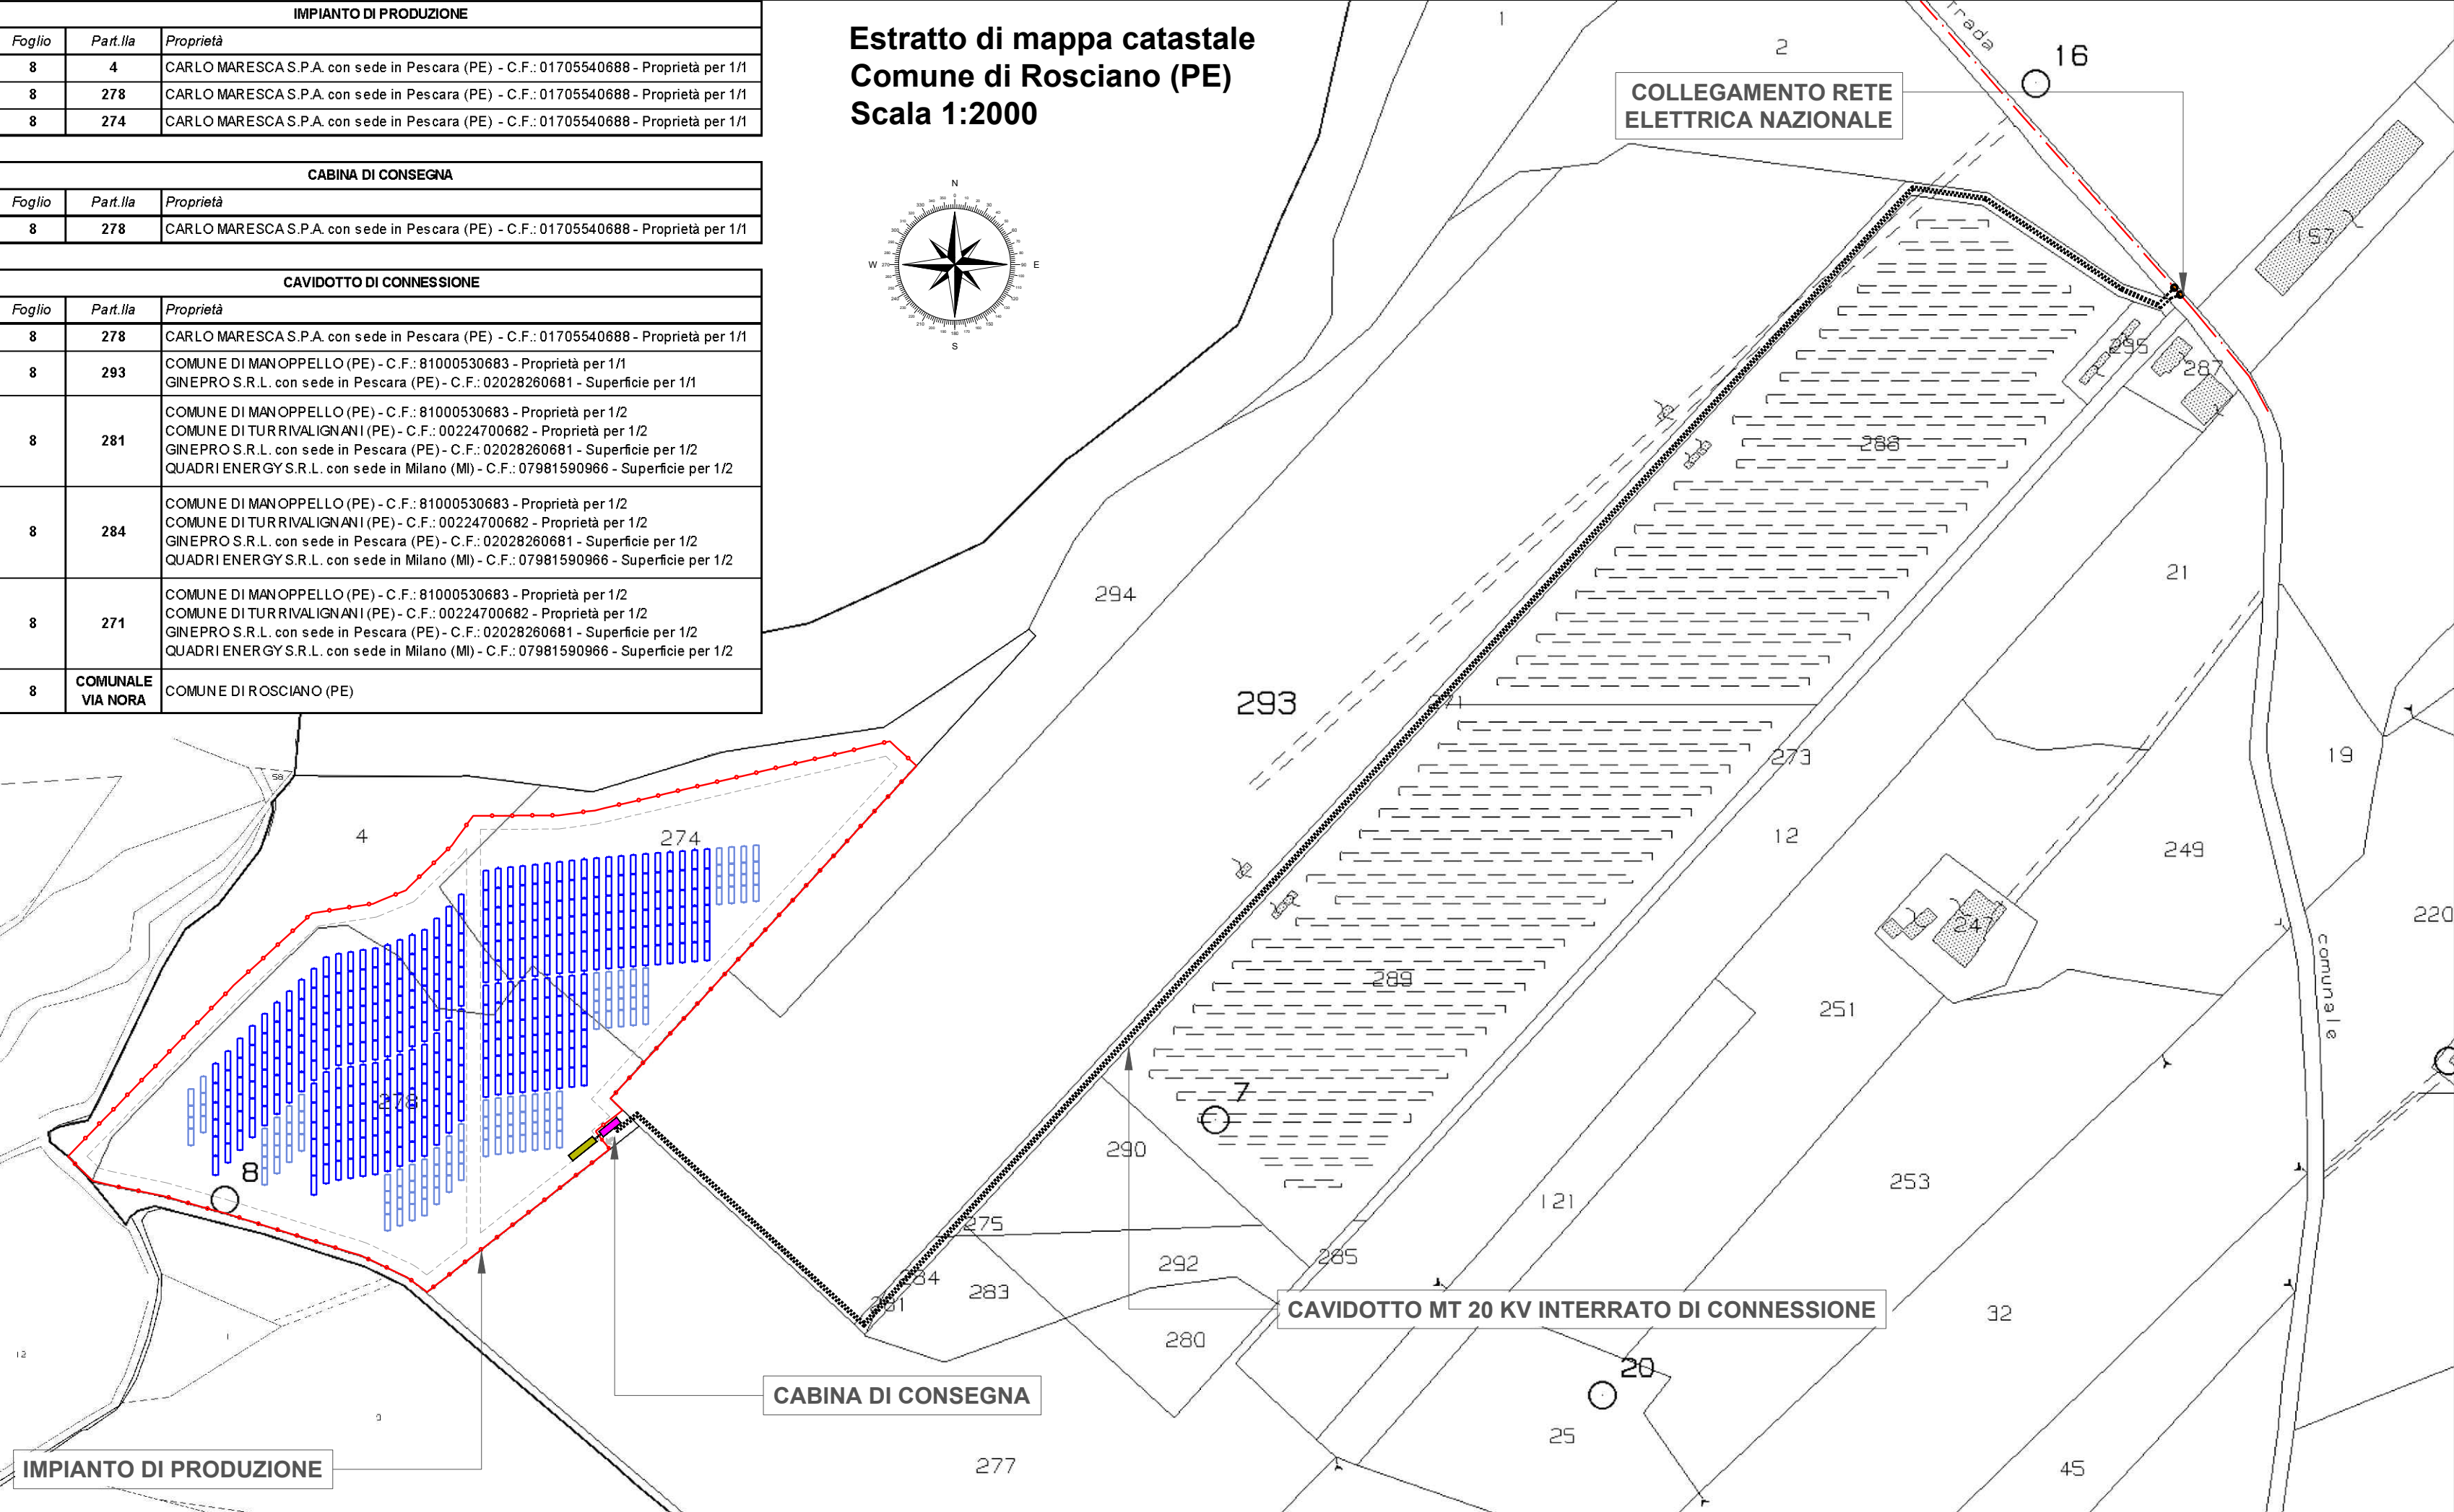 IMPIANTO DI PRODUZIONE
Foglio Part.lla Proprietà
8 4 CARLO MARESCA S.P.A. con sede in Pescara (PE) - C.F.: 01705540688 - Proprietà per 1/1
8 278 CARLO MARESCA S.P.A. con sede in Pescara (PE) - C.F.: 01705540688 - Proprietà per 1/1
8 274 CARLO MARESCA S.P.A. con sede in Pescara (PE) - C.F.: 01705540688 - Proprietà per 1/1
CABINA DI CONSEGNA
Foglio Part.lla Proprietà
8 278 CARLO MARESCA S.P.A. con sede in Pescara (PE) - C.F.: 01705540688 - Proprietà per 1/1
CAVIDOTTO DI CONNESSIONE
Foglio Part.lla Proprietà
8 278 CARLO MARESCA S.P.A. con sede in Pescara (PE) - C.F.: 01705540688 - Proprietà per 1/1
8 293 COMUNE DI MANOPPELLO (PE) - C.F.: 81000530683 - Proprietà per 1/1
GINEPRO S.R.L. con sede in Pescara (PE) - C.F.: 02028260681 - Superficie per 1/1
8 281 COMUNE DI MANOPPELLO (PE) - C.F.: 81000530683 - Proprietà per 1/2
COMUNE DI TURRIVALIGNANI (PE) - C.F.: 00224700682 - Proprietà per 1/2
GINEPRO S.R.L. con sede in Pescara (PE) - C.F.: 02028260681 - Superficie per 1/2
QUADRI ENERGY S.R.L. con sede in Milano (MI) - C.F.: 07981590966 - Superficie per 1/2
8 284 COMUNE DI MANOPPELLO (PE) - C.F.: 81000530683 - Proprietà per 1/2
COMUNE DI TURRIVALIGNANI (PE) - C.F.: 00224700682 - Proprietà per 1/2
GINEPRO S.R.L. con sede in Pescara (PE) - C.F.: 02028260681 - Superficie per 1/2
QUADRI ENERGY S.R.L. con sede in Milano (MI) - C.F.: 07981590966 - Superficie per 1/2
8 271 COMUNE DI MANOPPELLO (PE) - C.F.: 81000530683 - Proprietà per 1/2
COMUNE DI TURRIVALIGNANI (PE) - C.F.: 00224700682 - Proprietà per 1/2
GINEPRO S.R.L. con sede in Pescara (PE) - C.F.: 02028260681 - Superficie per 1/2
QUADRI ENERGY S.R.L. con sede in Milano (MI) - C.F.: 07981590966 - Superficie per 1/2
8 COMUNALE VIA NORA COMUNE DI ROSCIANO (PE)
Estratto di mappa catastale
Comune di Rosciano (PE)
Scala 1:2000
N
W
E
S
COLLEGAMENTO RETE
ELETTRICA NAZIONALE
1
2
trada
16
157
295
287
288
21
294
293
271
273
19
12
249
4
274
247
220
comunale
289
251
278
7
290
253
8
121
275
292
285
284
283
281
32
CAVIDOTTO MT 20 KV INTERRATO DI CONNESSIONE
280
20
CABINA DI CONSEGNA
25
277
45
IMPIANTO DI PRODUZIONE
12